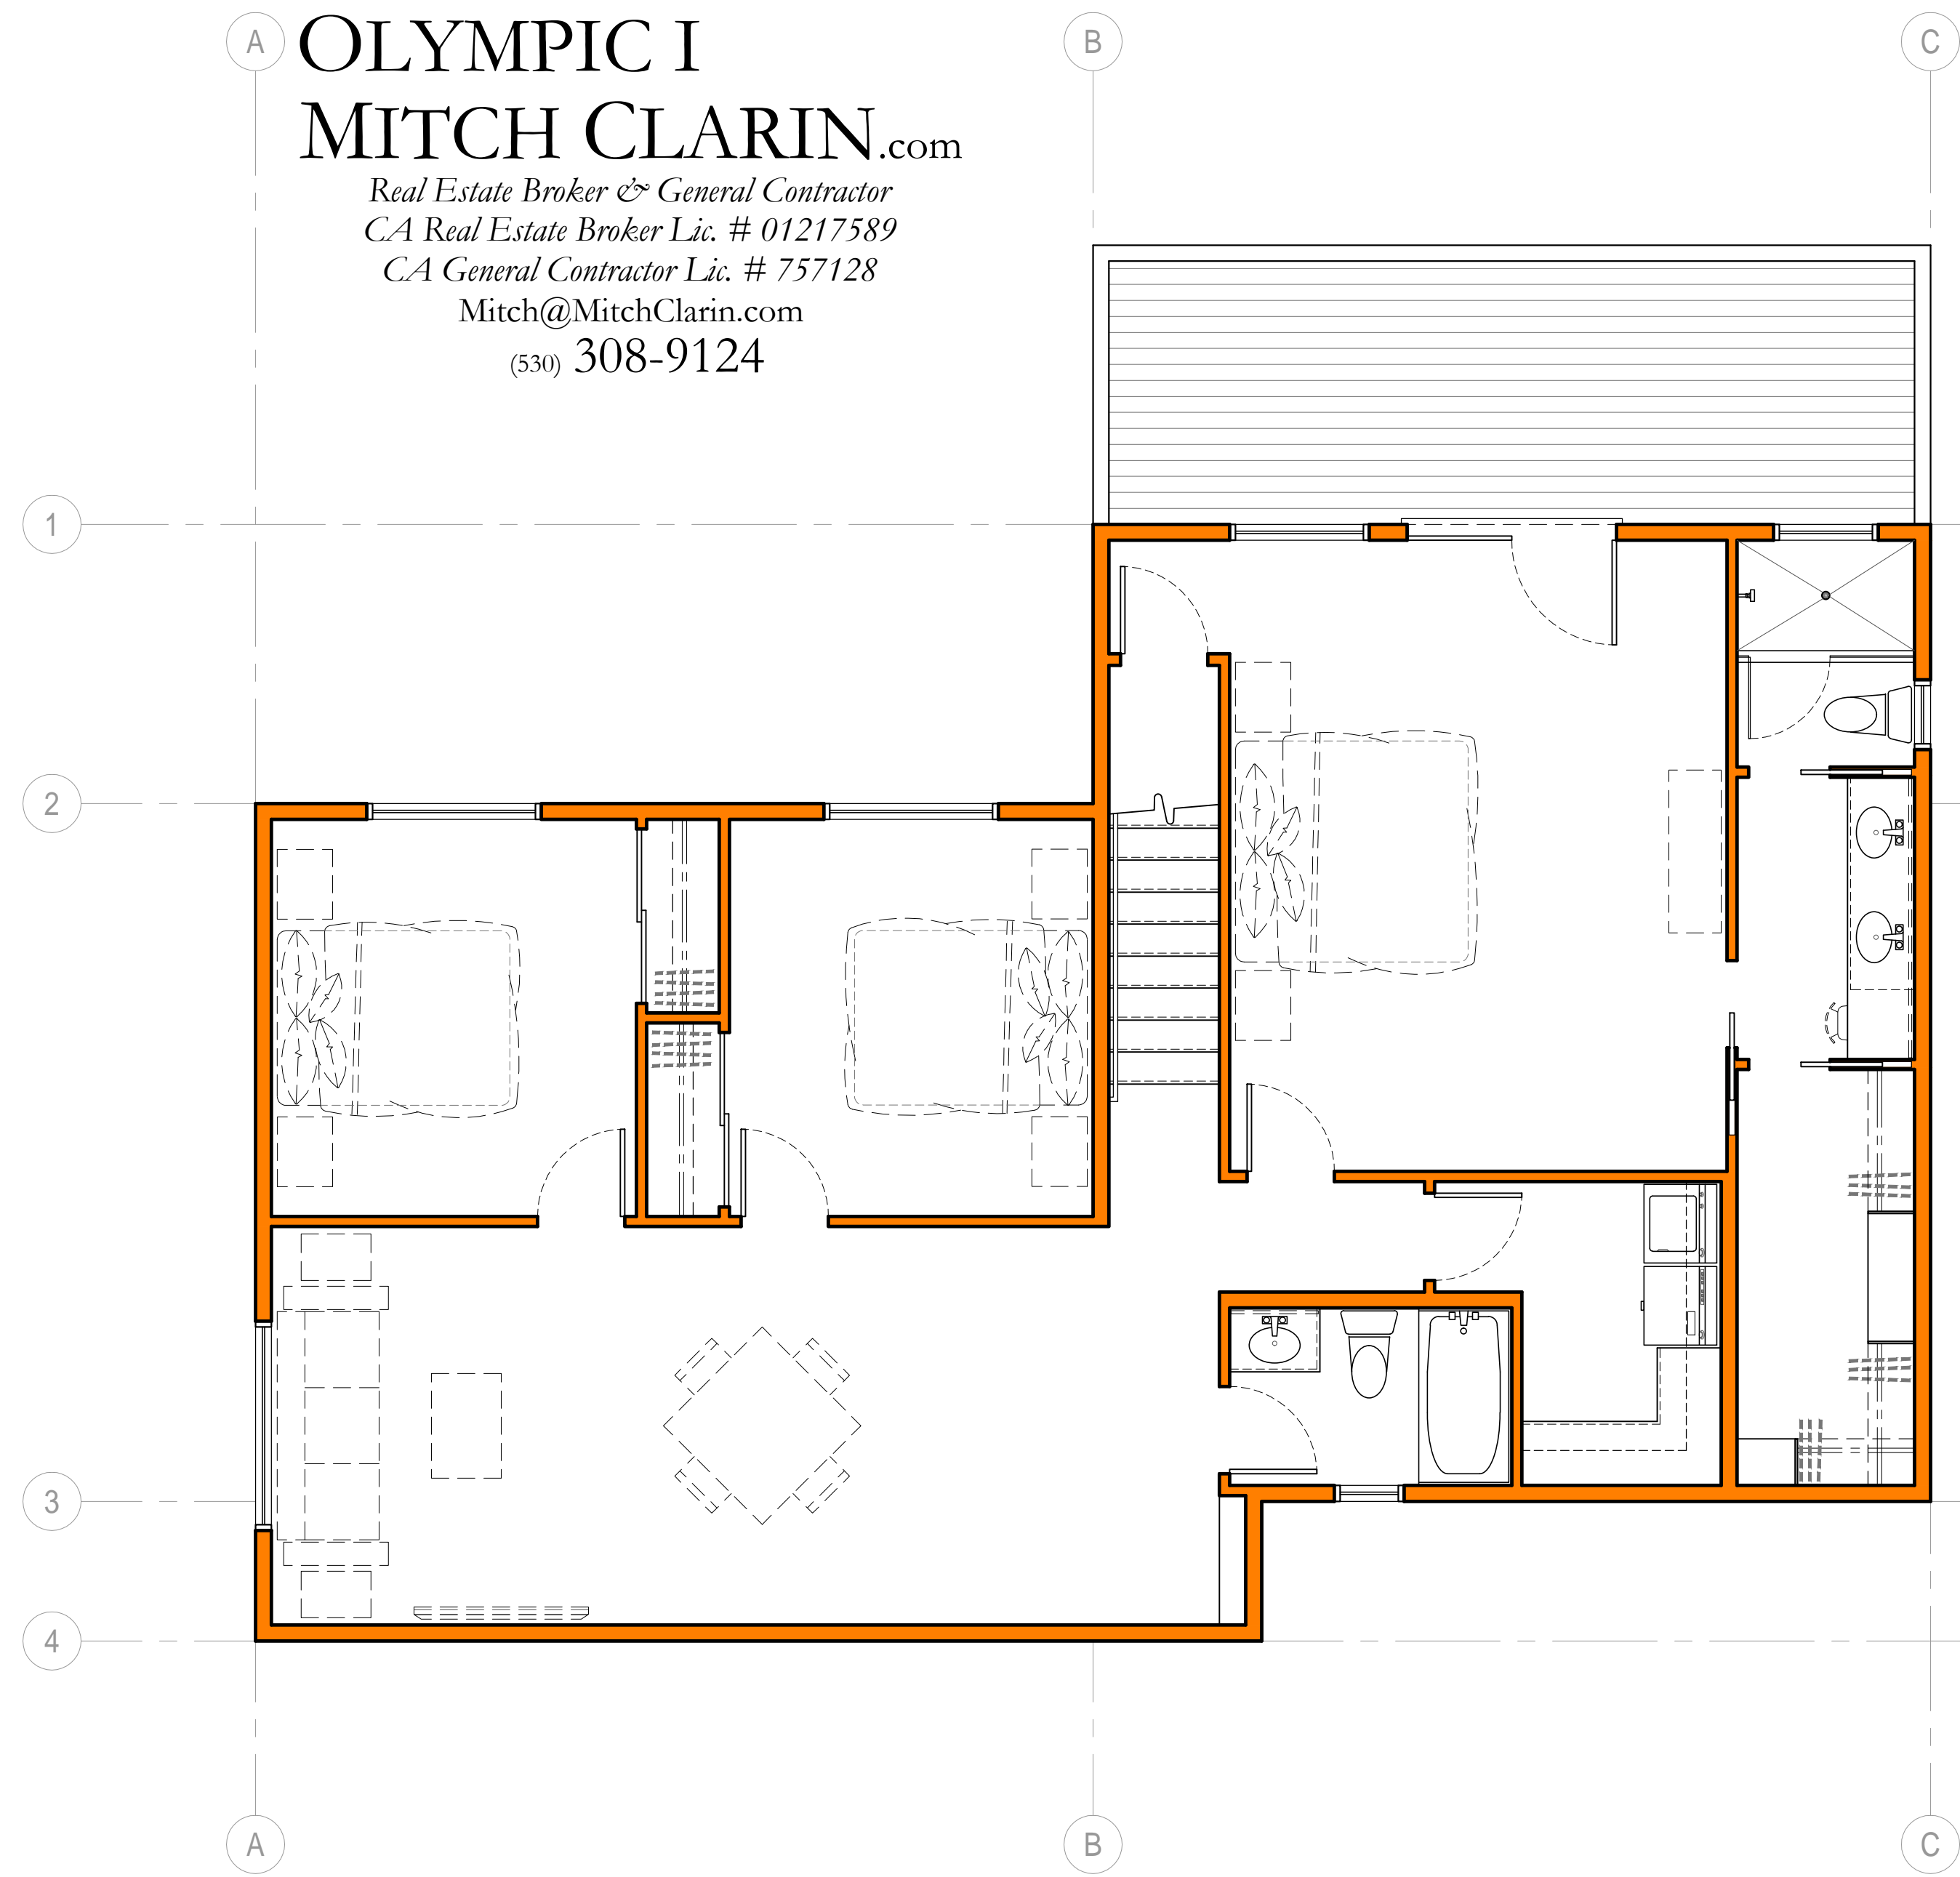 A
OLYMPIC I
B
C
MITCH CLARIN.com
Real Estate Broker & General Contractor
CA Real Estate Broker Lic. # 01217589
CA General Contractor Lic. # 757128
Mitch@MitchClarin.com
(530) 308-9124
1
2
3
4
A
B
C